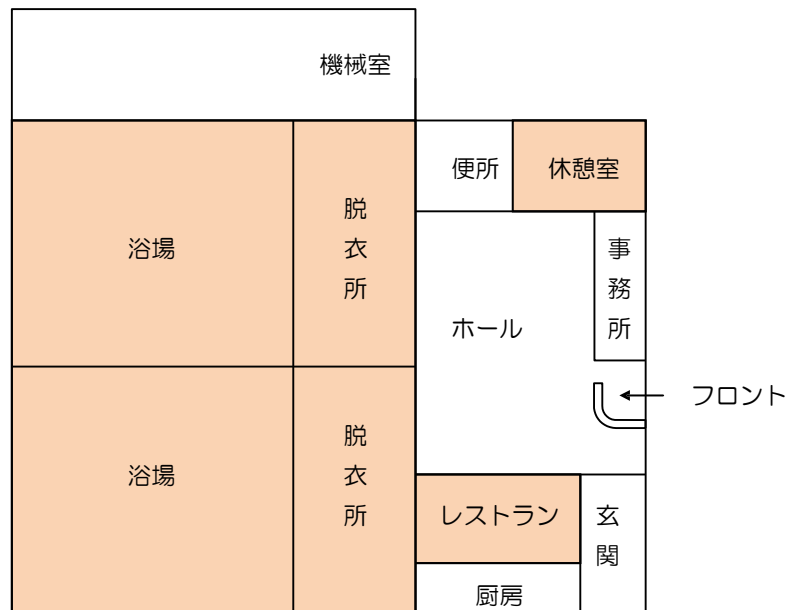 機械室
便所
休憩室
浴場
脱衣所
事務所
ホール
フロント
浴場
脱衣所
レストラン
玄関
厨房